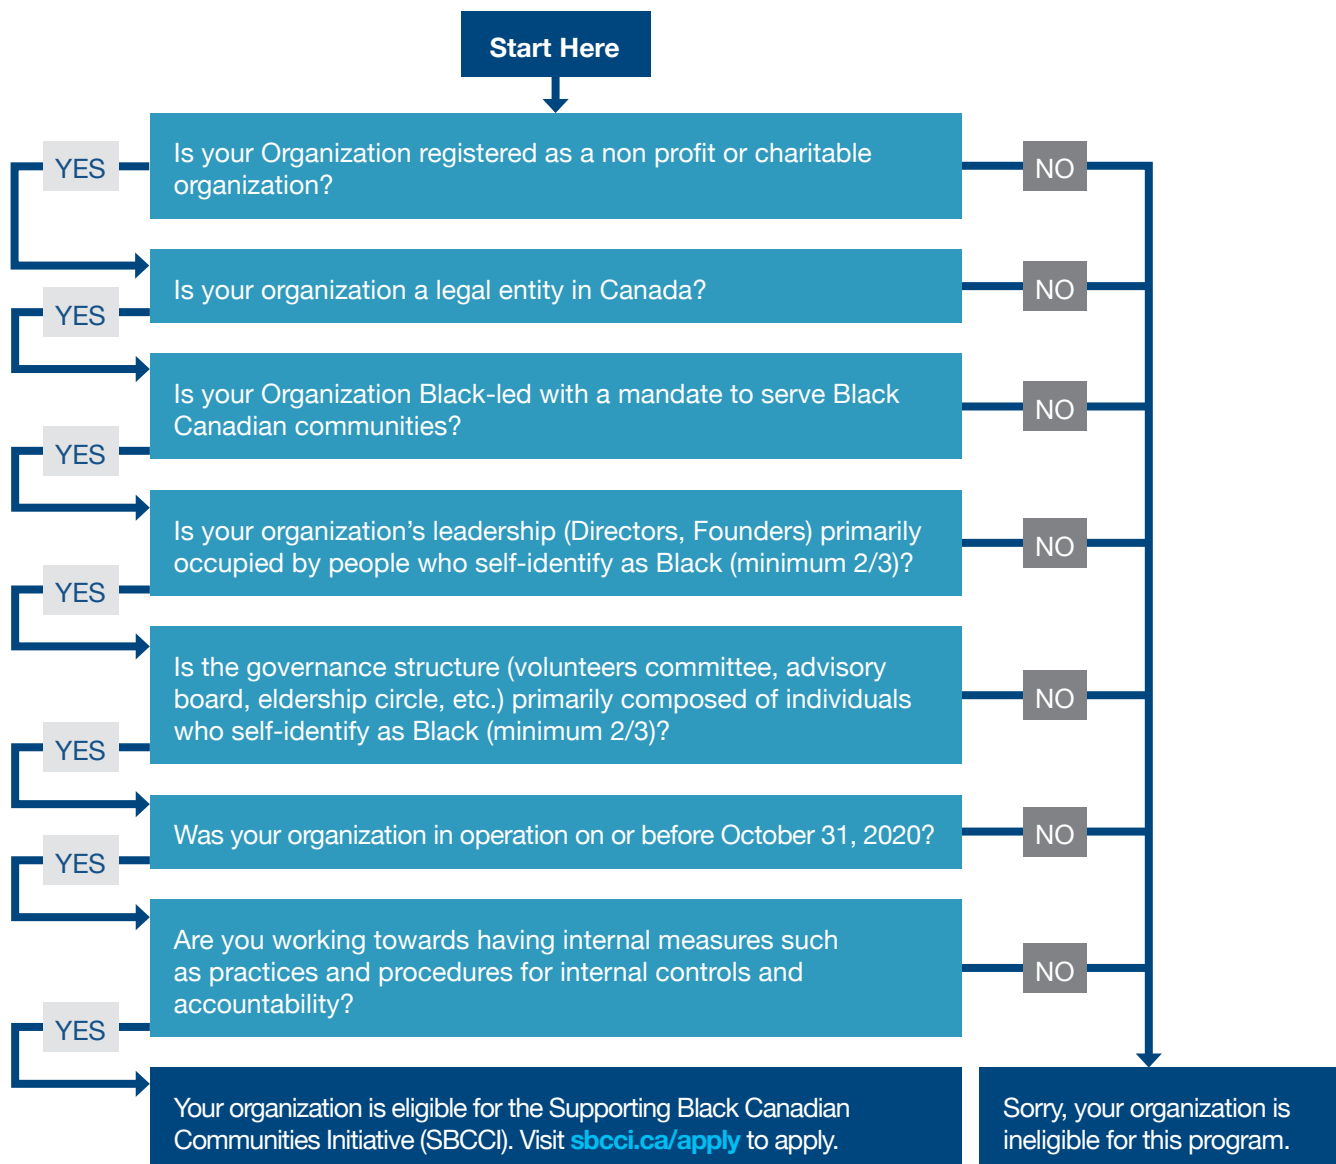 Start Here
Is your Organization registered as a non profit or charitable
organization?
YES
NO
Is your organization a legal entity in Canada?
YES
NO
Is your Organization Black-led with a mandate to serve Black
Canadian communities?
YES
NO
Is your organization’s leadership (Directors, Founders) primarily
occupied by people who self-identify as Black (minimum 2/3)?
YES
NO
Is the governance structure (volunteers committee, advisory
board, eldership circle, etc.) primarily composed of individuals
who self-identify as Black (minimum 2/3)?
YES
NO
Was your organization in operation on or before October 31, 2020?
YES
NO
Are you working towards having internal measures such
as practices and procedures for internal controls and
accountability?
YES
NO
Your organization is eligible for the Supporting Black Canadian
Communities Initiative (SBCCI). Visit sbcci.ca/apply to apply.
Sorry, your organization is
ineligible for this program.